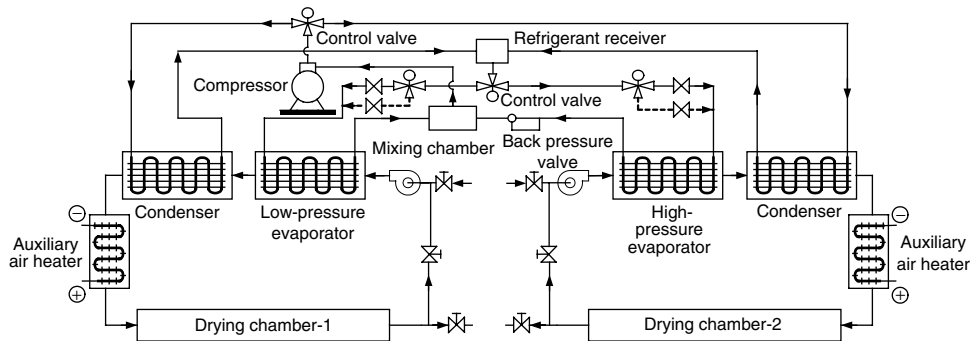 Control valve
Refrigerant receiver
Compressor
Control valve
Mixing chamber
Back pressure
valve
Condenser
Low-pressure
evaporator
High-
pressure
evaporator
Condenser
−
Auxiliary
air heater
+
−
Auxiliary
air heater
+
Drying chamber-1
Drying chamber-2